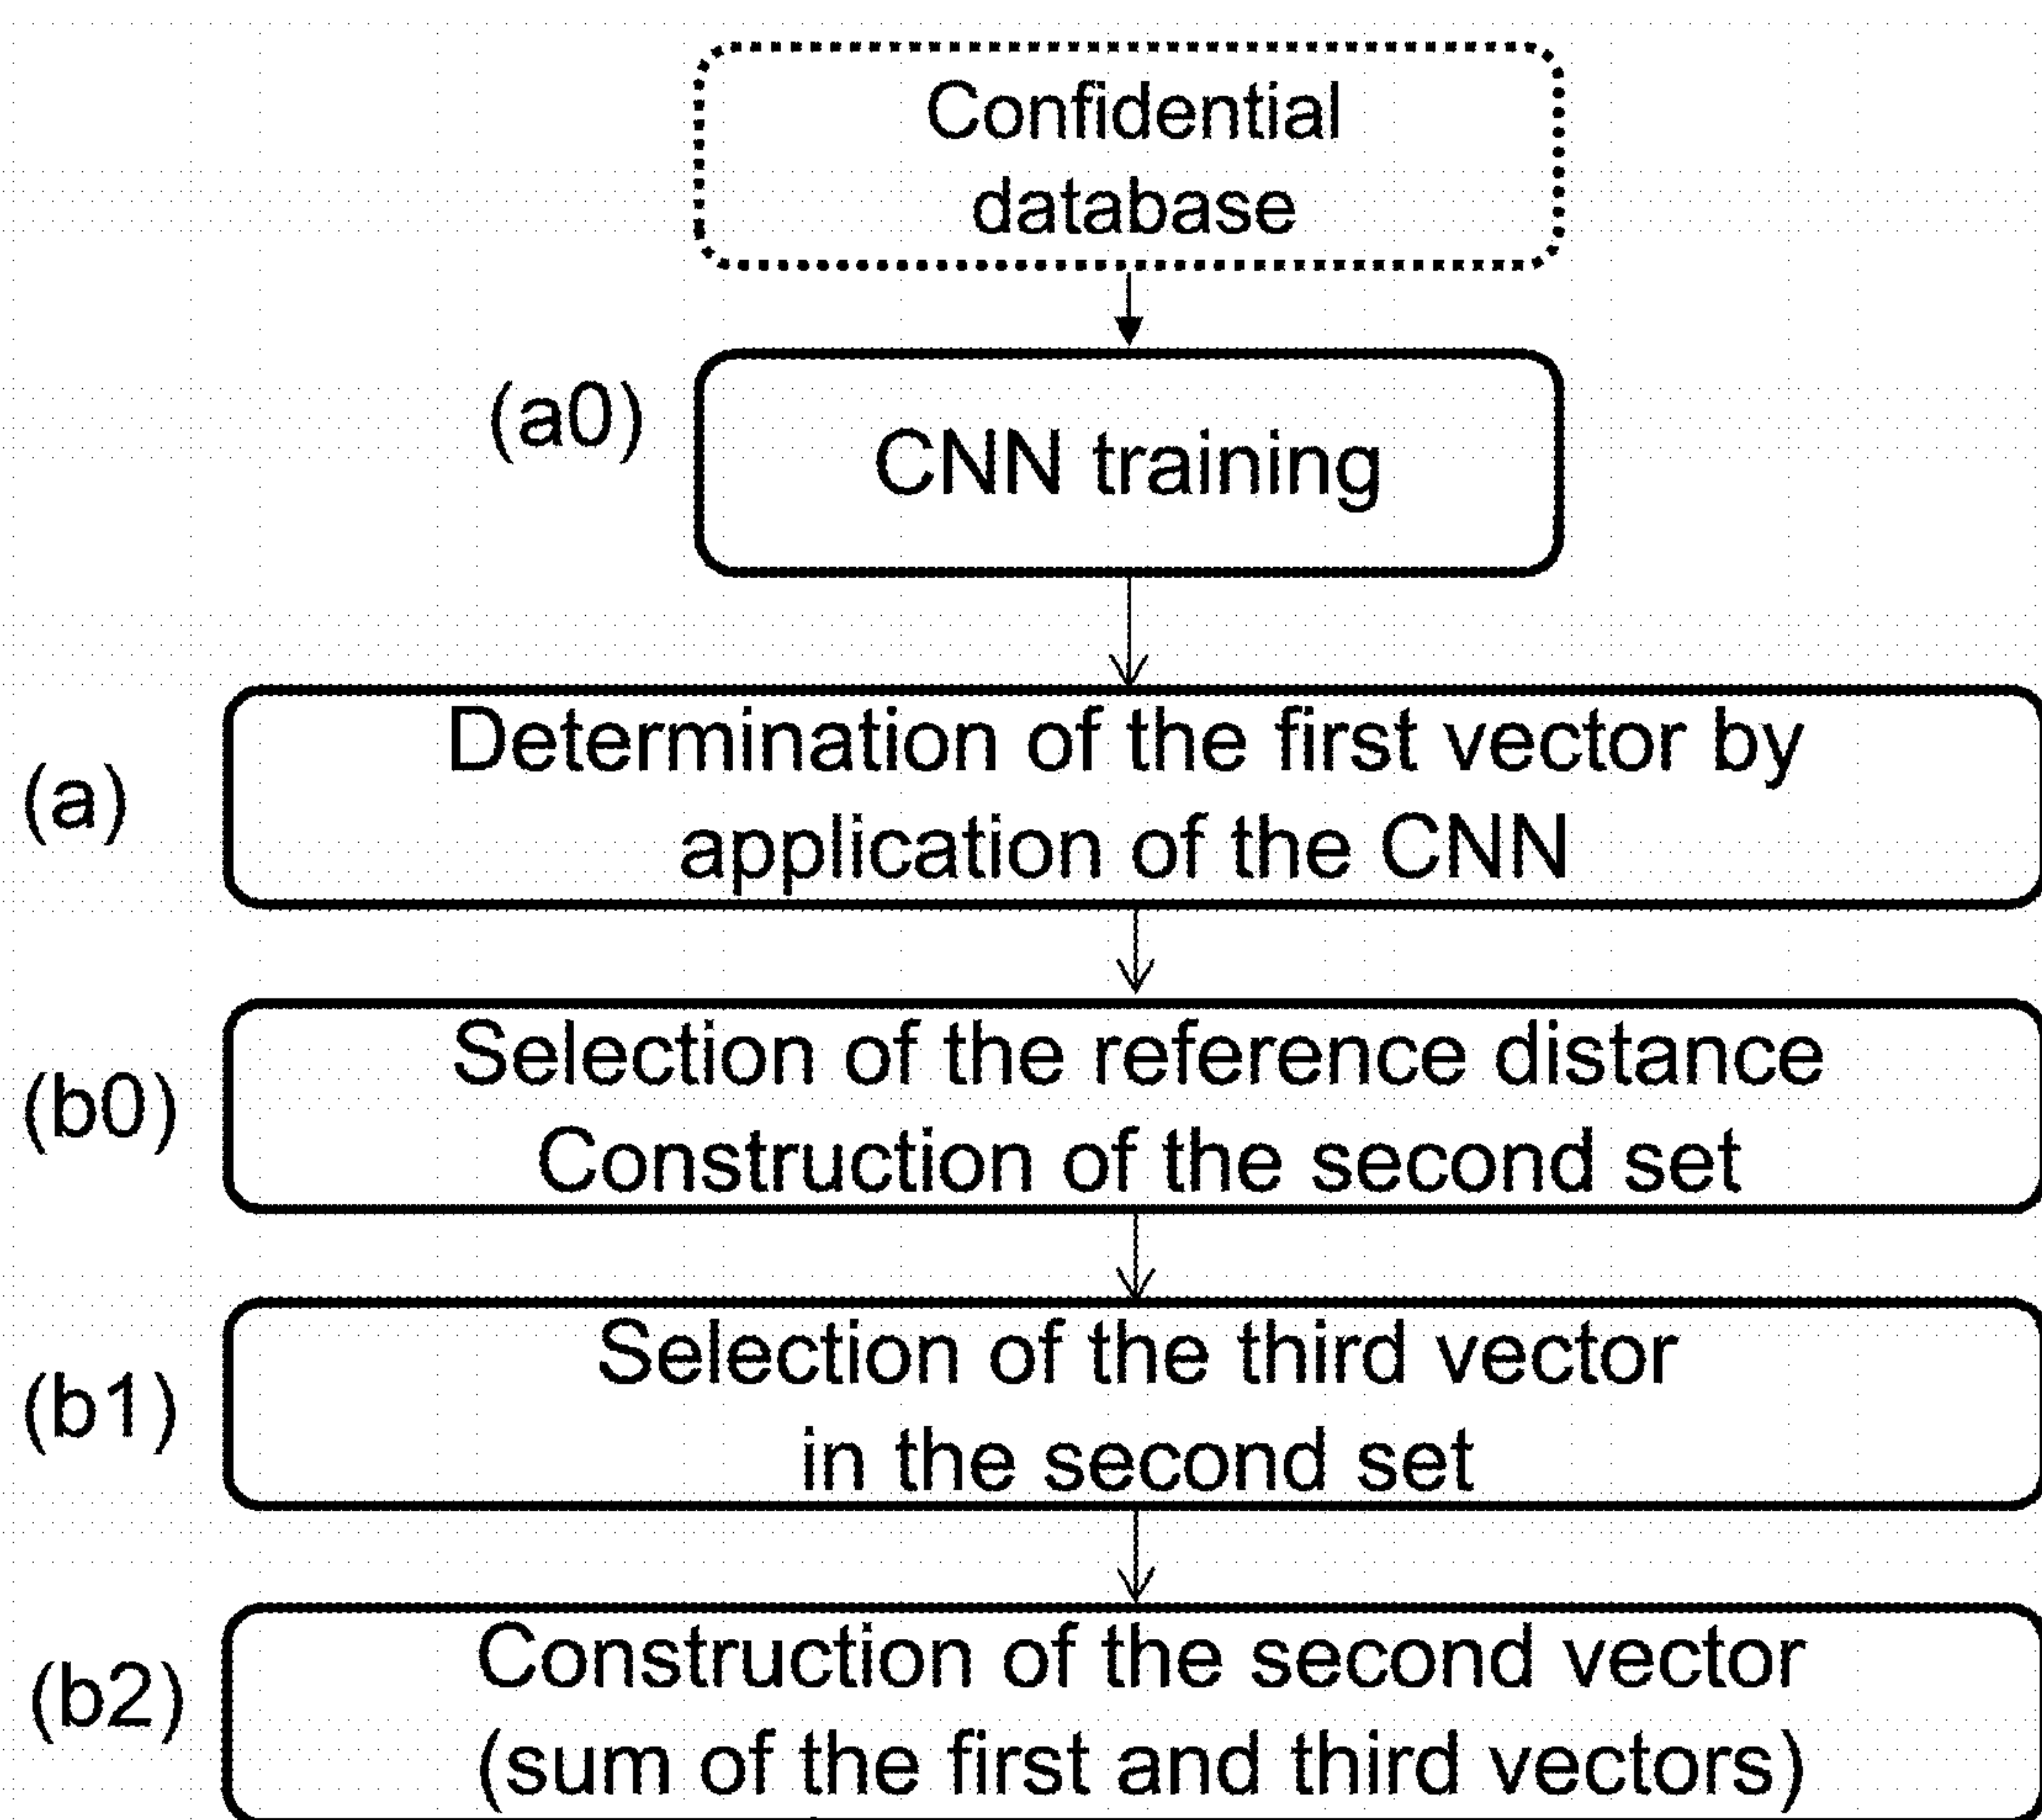 Confidential
database
(a0)
CNN training
(a)
Determination of the first vector by
application of the CNN
(b0)
Selection of the reference distance
Construction of the second set
(b1)
Selection of the third vector
in the second set
(b2)
Construction of the second vector
(sum of the first and third vectors)